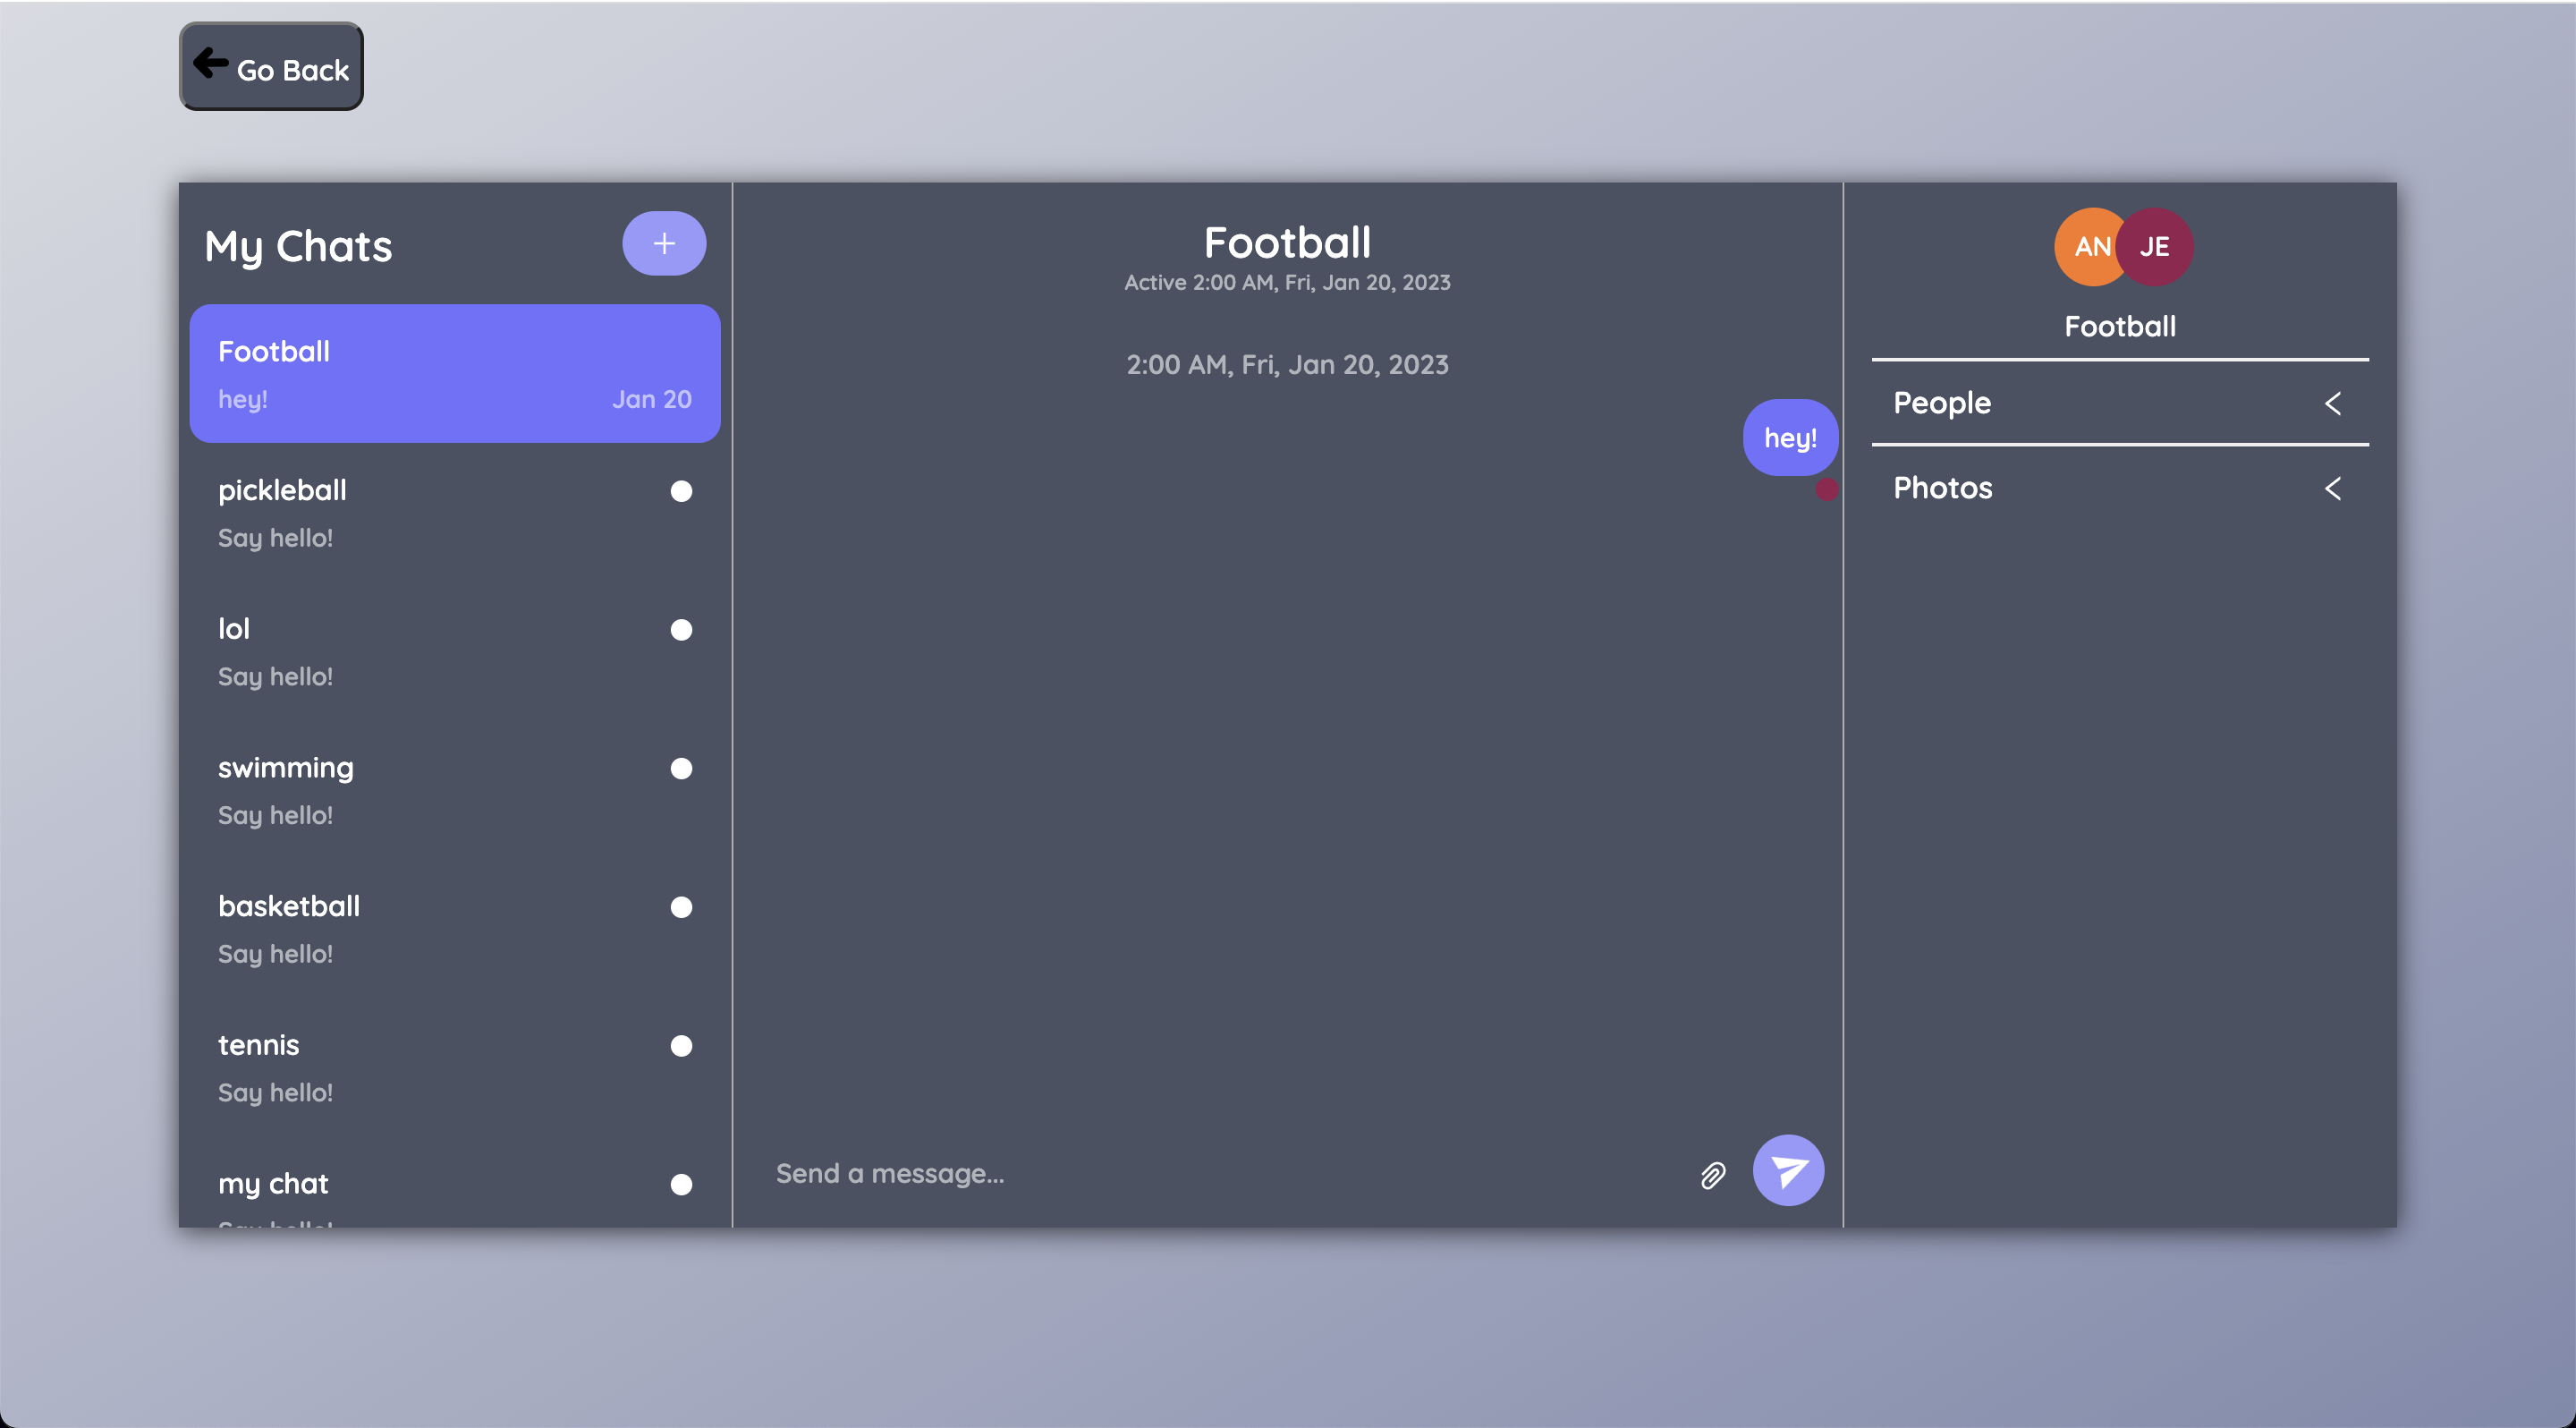 Go Back
My Chats
+
Football
hey!
Jan 20
pickleball
Say hello!
lol
Say hello!
swimming
Say hello!
basketball
Say hello!
tennis
Say hello!
my chat
Say hello!
Football
Active 2:00 AM, Fri, Jan 20, 2023
2:00 AM, Fri, Jan 20, 2023
hey!
Send a message...
AN
JE
Football
People
Photos